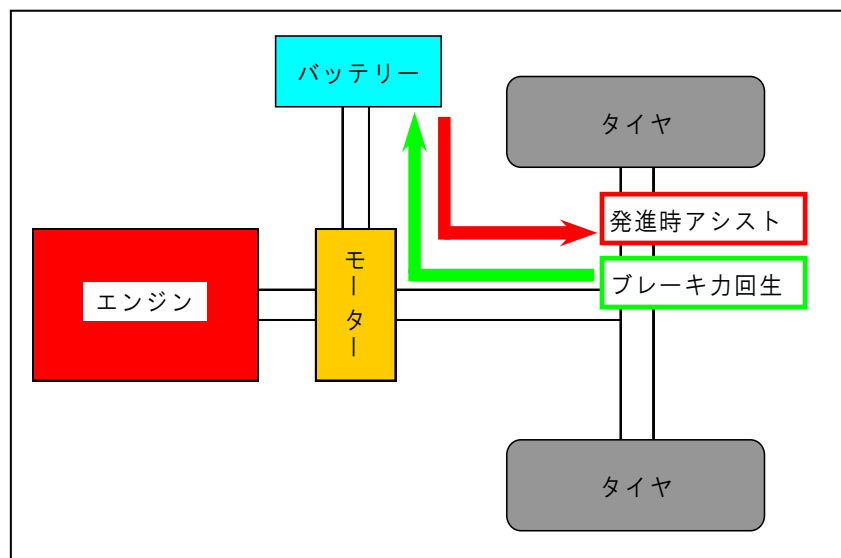 バッテリー
タイヤ
発進時アシスト
ブレーキ力回生
エンジン
モーター
タイヤ